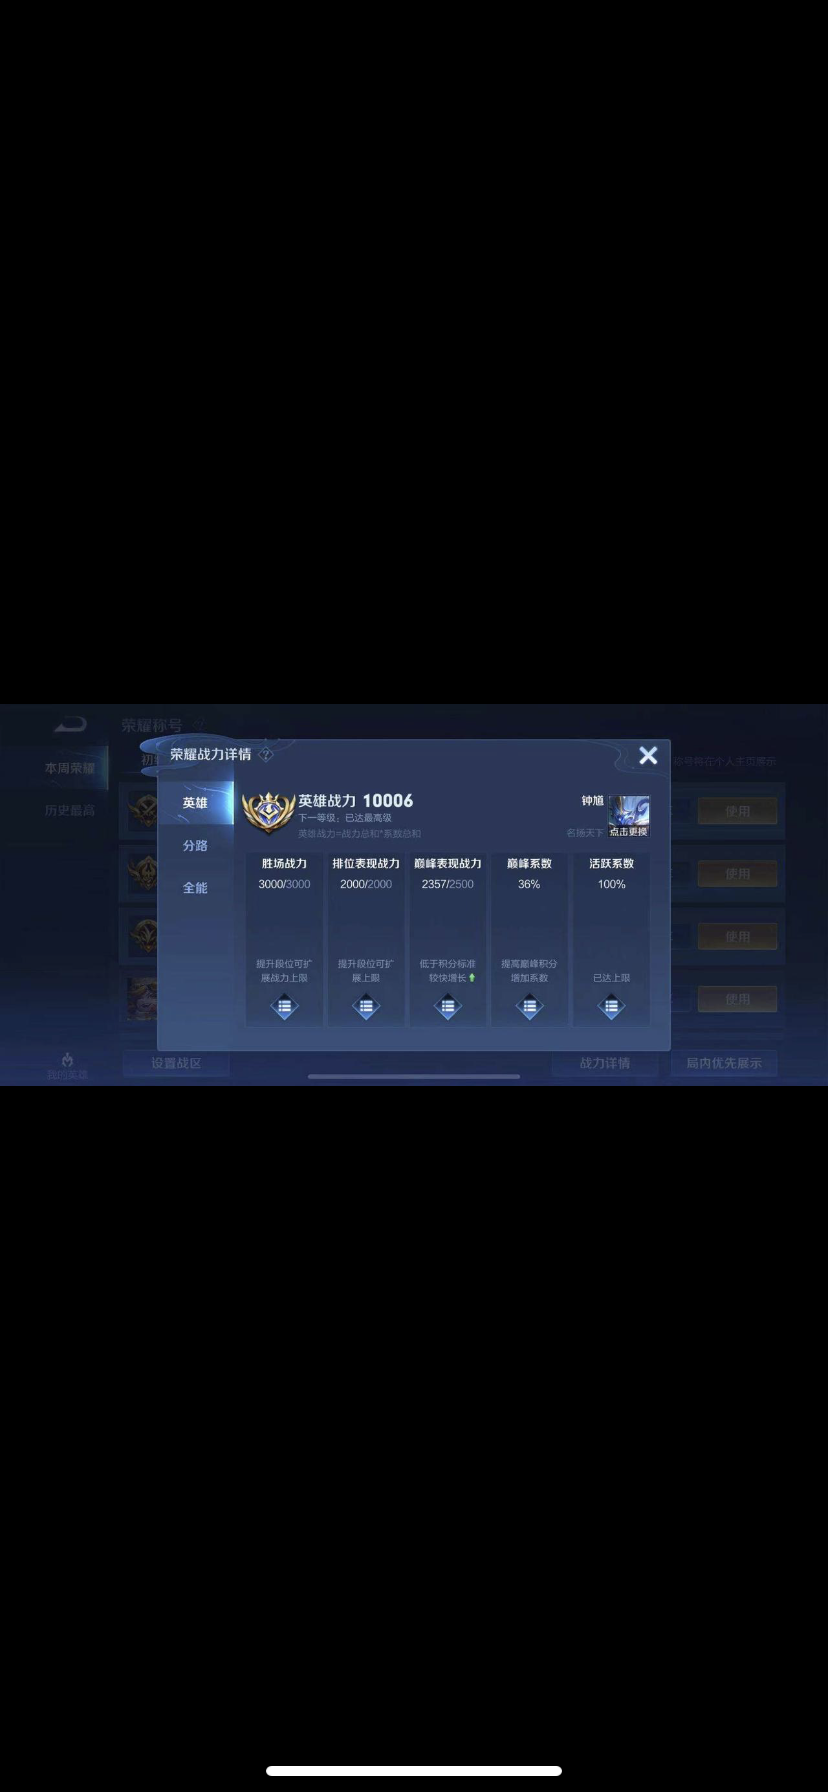 荣耀称号
荣耀战力详情
本周荣耀
历史最高
英雄
分路
全能
英雄战力 10006
下一等级：已达最高级
英雄战力=战力总和*系数总和
钟馗
名扬天下
点击更换
胜场战力
3000/3000
提升段位可扩
展战力上限
排位表现战力
2000/2000
提升段位可扩
展上限
巅峰表现战力
2357/2500
低于积分标准
较快增长
巅峰系数
36%
提高巅峰积分
增加系数
活跃系数
100%
已达上限
使用
使用
使用
使用
我的英雄
设置战区
战力详情
局内优先展示